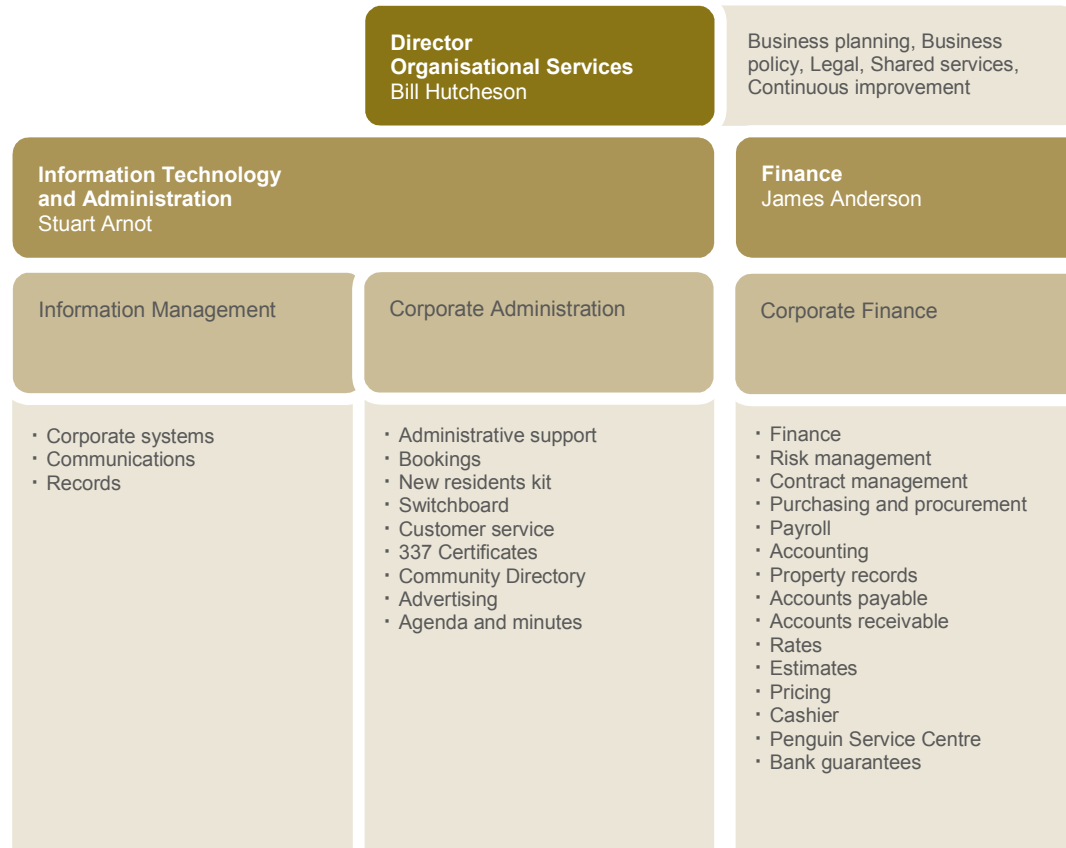 Director
Organisational Services
Bill Hutcheson
Business planning, Business
policy, Legal, Shared services,
Continuous improvement
Information Technology
and Administration
Stuart Arnot
Finance
James Anderson
Information Management
Corporate Administration
Corporate Finance
· Corporate systems
· Communications
· Records
· Administrative support
· Bookings
· New residents kit
· Switchboard
· Customer service
· 337 Certificates
· Community Directory
· Advertising
· Agenda and minutes
· Finance
· Risk management
· Contract management
· Purchasing and procurement
· Payroll
· Accounting
· Property records
· Accounts payable
· Accounts receivable
· Rates
· Estimates
· Pricing
· Cashier
· Penguin Service Centre
· Bank guarantees